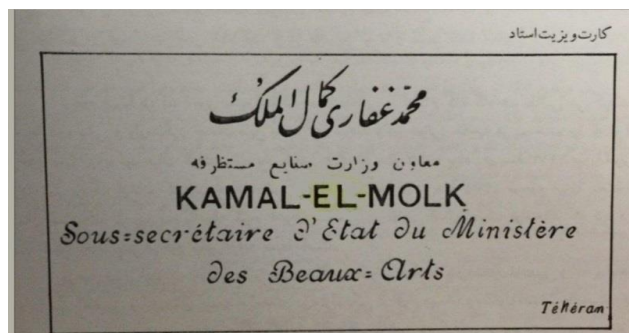 کارت ویزیت استاد
محمد غفاری کمال الملک
معاون وزارت صنایع مستظرفه
KAMAL-EL-MOLK
Sous=secrétaire d'Etat du Ministère
des Beaux=Arts
Téhéran